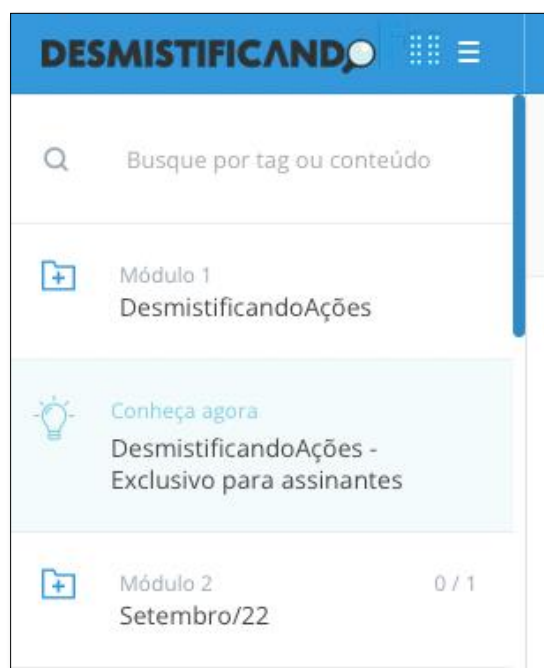 DESMISTIFICANDO
Busque por tag ou conteúdo
Módulo 1
DesmistificandoAções
Conheça agora
DesmistificandoAções -
Exclusivo para assinantes
Módulo 2 0 / 1
Setembro/22